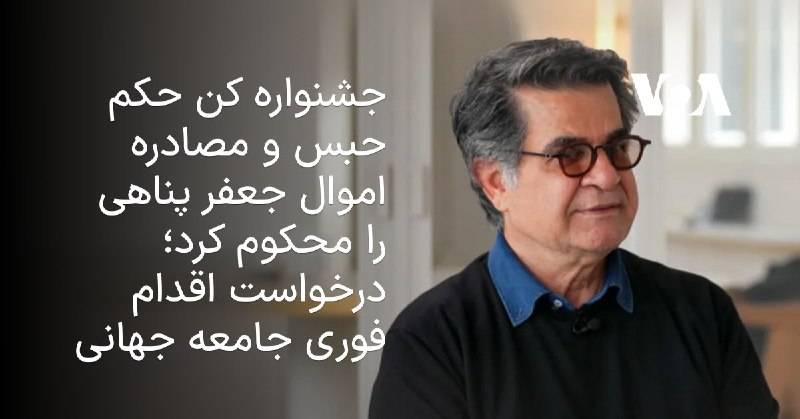 VOA
جشنواره کن حکم
حبس و مصادره
اموال جعفر پناهی
را محکوم کرد؛
درخواست اقدام
فوری جامعه جهانی